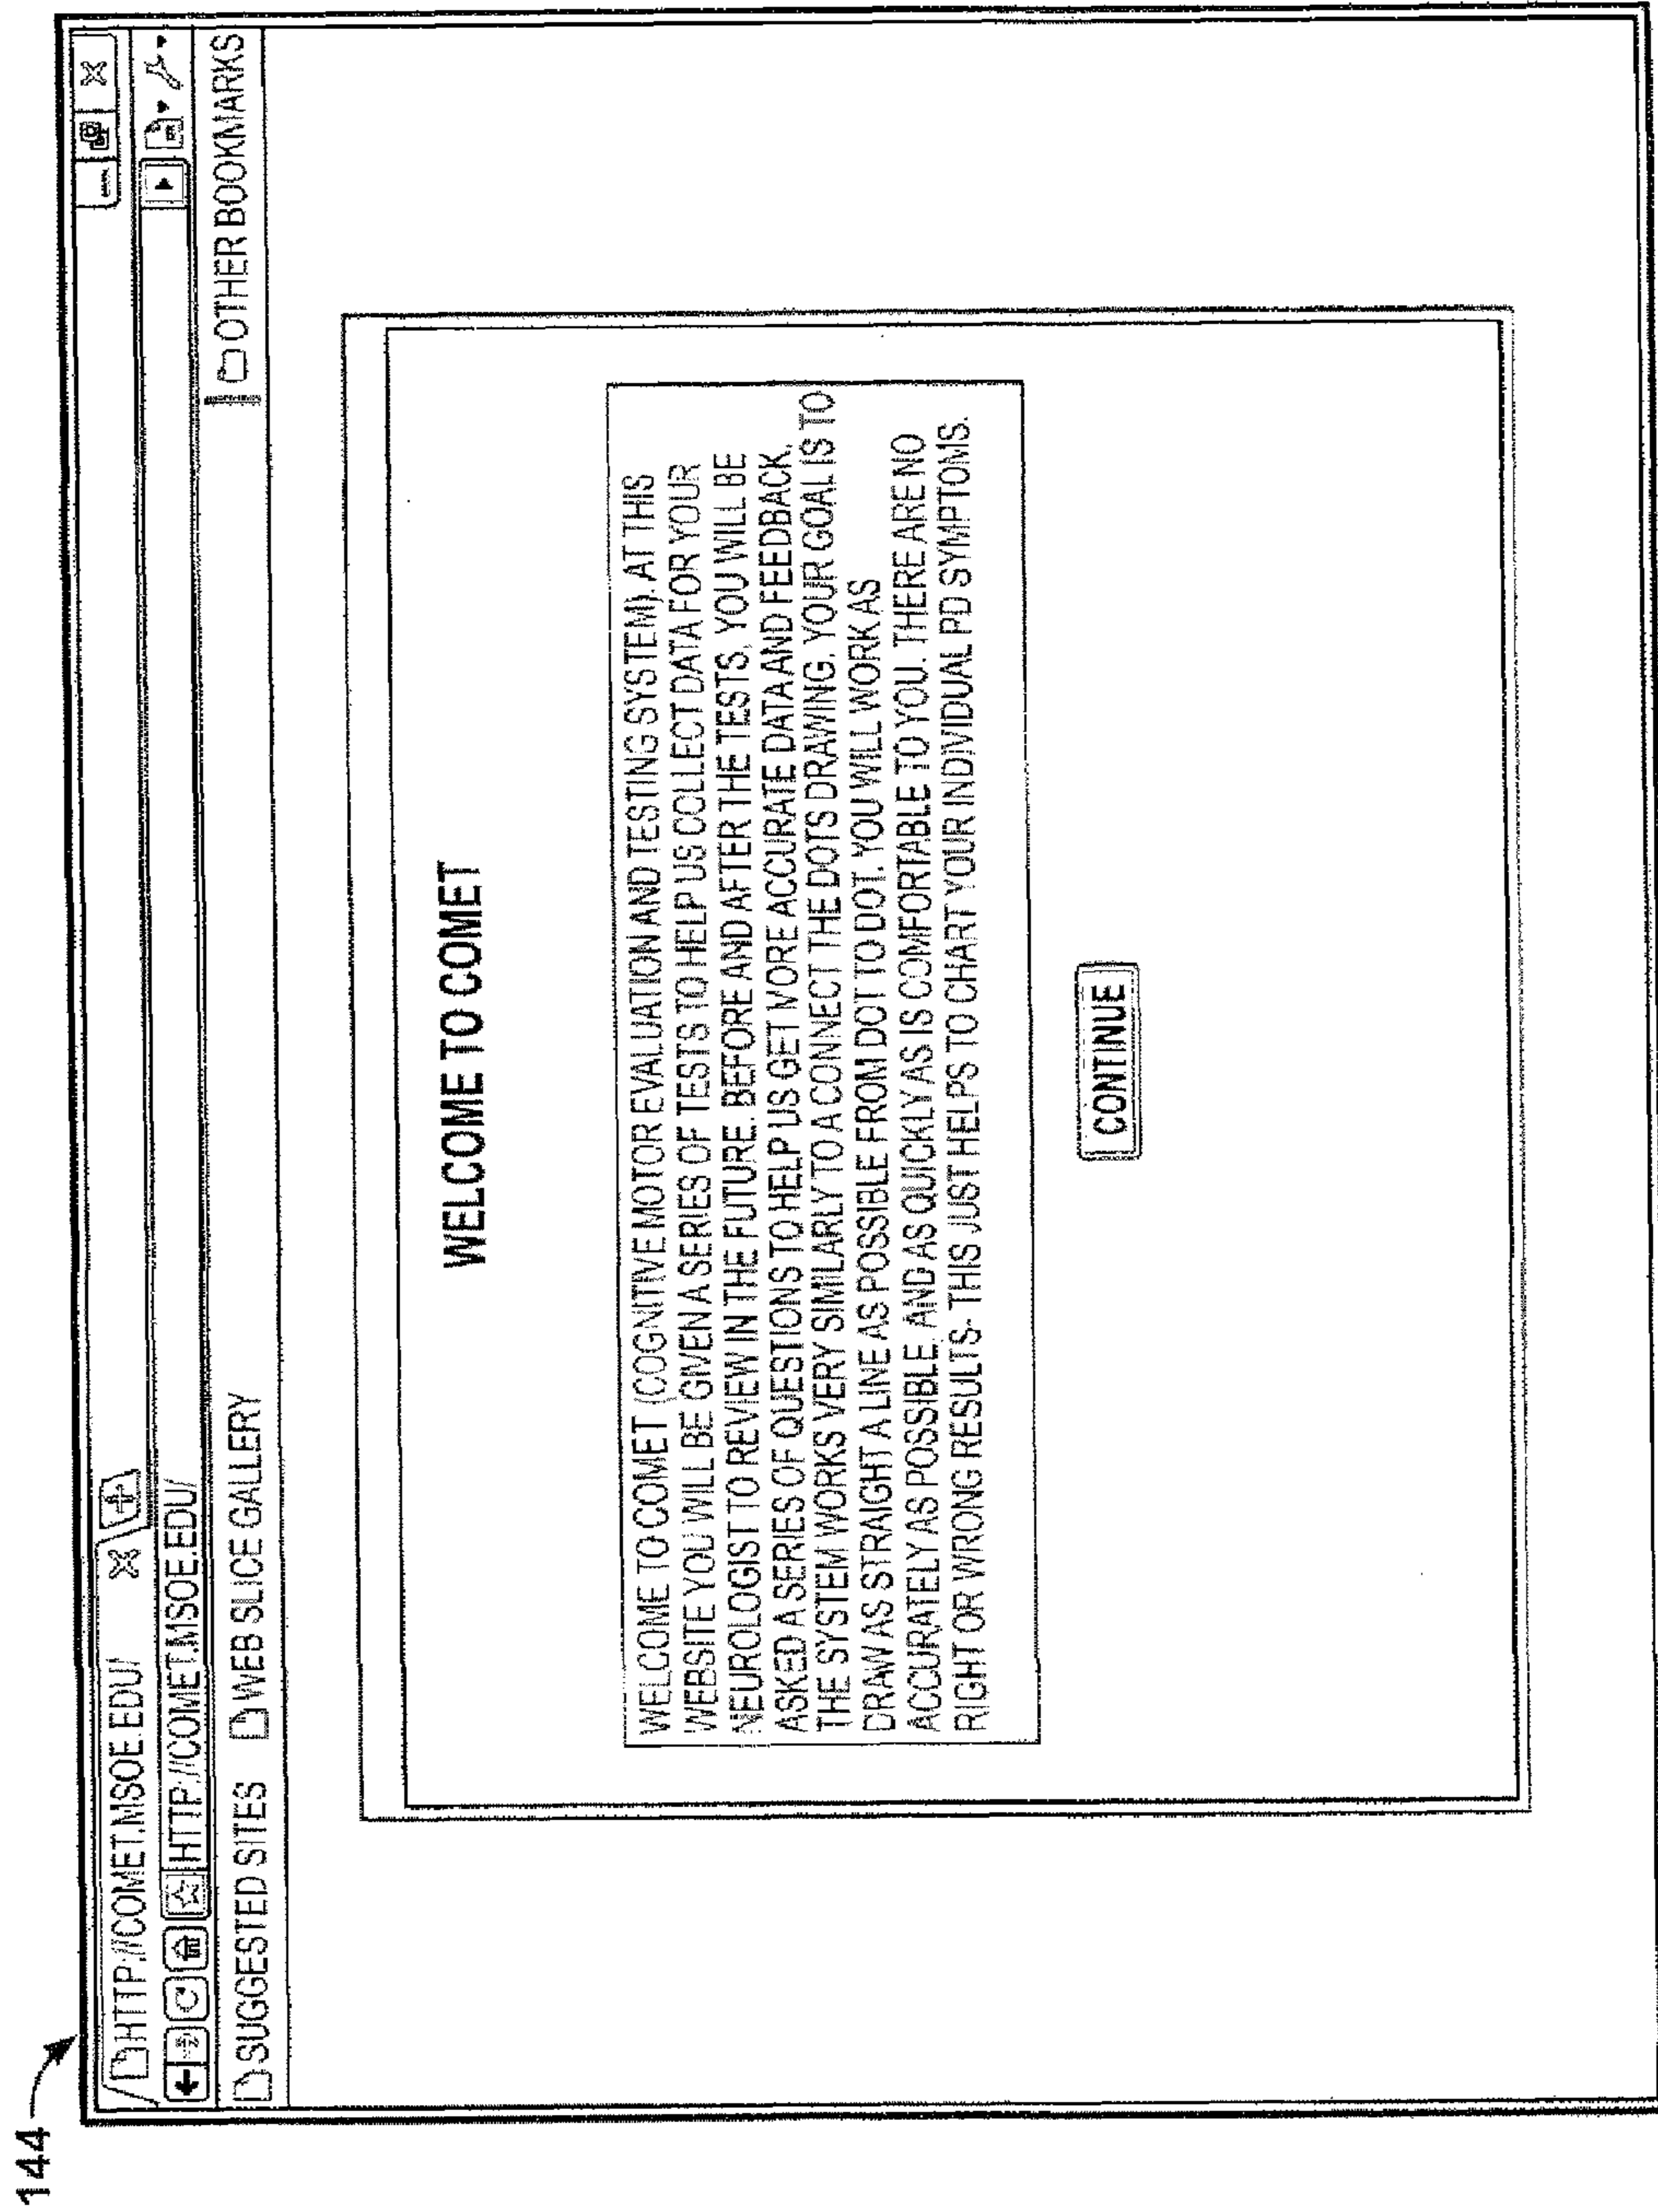 144
HTTP://COMET.MSOE.EDU/
HTTP://COMET.MSOE.EDU/
SUGGESTED SITES WEB SLICE GALLERY OTHER BOOKMARKS
WELCOME TO COMET
WELCOME TO COMET (COGNITIVE MOTOR EVALUATION AND TESTING SYSTEM). AT THIS
WEBSITE YOU WILL BE GIVEN A SERIES OF TESTS TO HELP US COLLECT DATA FOR YOUR
NEUROLOGIST TO REVIEW IN THE FUTURE. BEFORE AND AFTER THE TESTS, YOU WILL BE
ASKED A SERIES OF QUESTIONS TO HELP US GET MORE ACCURATE DATA AND FEEDBACK.
THE SYSTEM WORKS VERY SIMILARLY TO A CONNECT THE DOTS DRAWING. YOUR GOAL IS TO
DRAW AS STRAIGHT A LINE AS POSSIBLE FROM DOT TO DOT. YOU WILL WORK AS
ACCURATELY AS POSSIBLE, AND AS QUICKLY AS IS COMFORTABLE TO YOU. THERE ARE NO
RIGHT OR WRONG RESULTS- THIS JUST HELPS TO CHART YOUR INDIVIDUAL PD SYMPTOMS.
CONTINUE